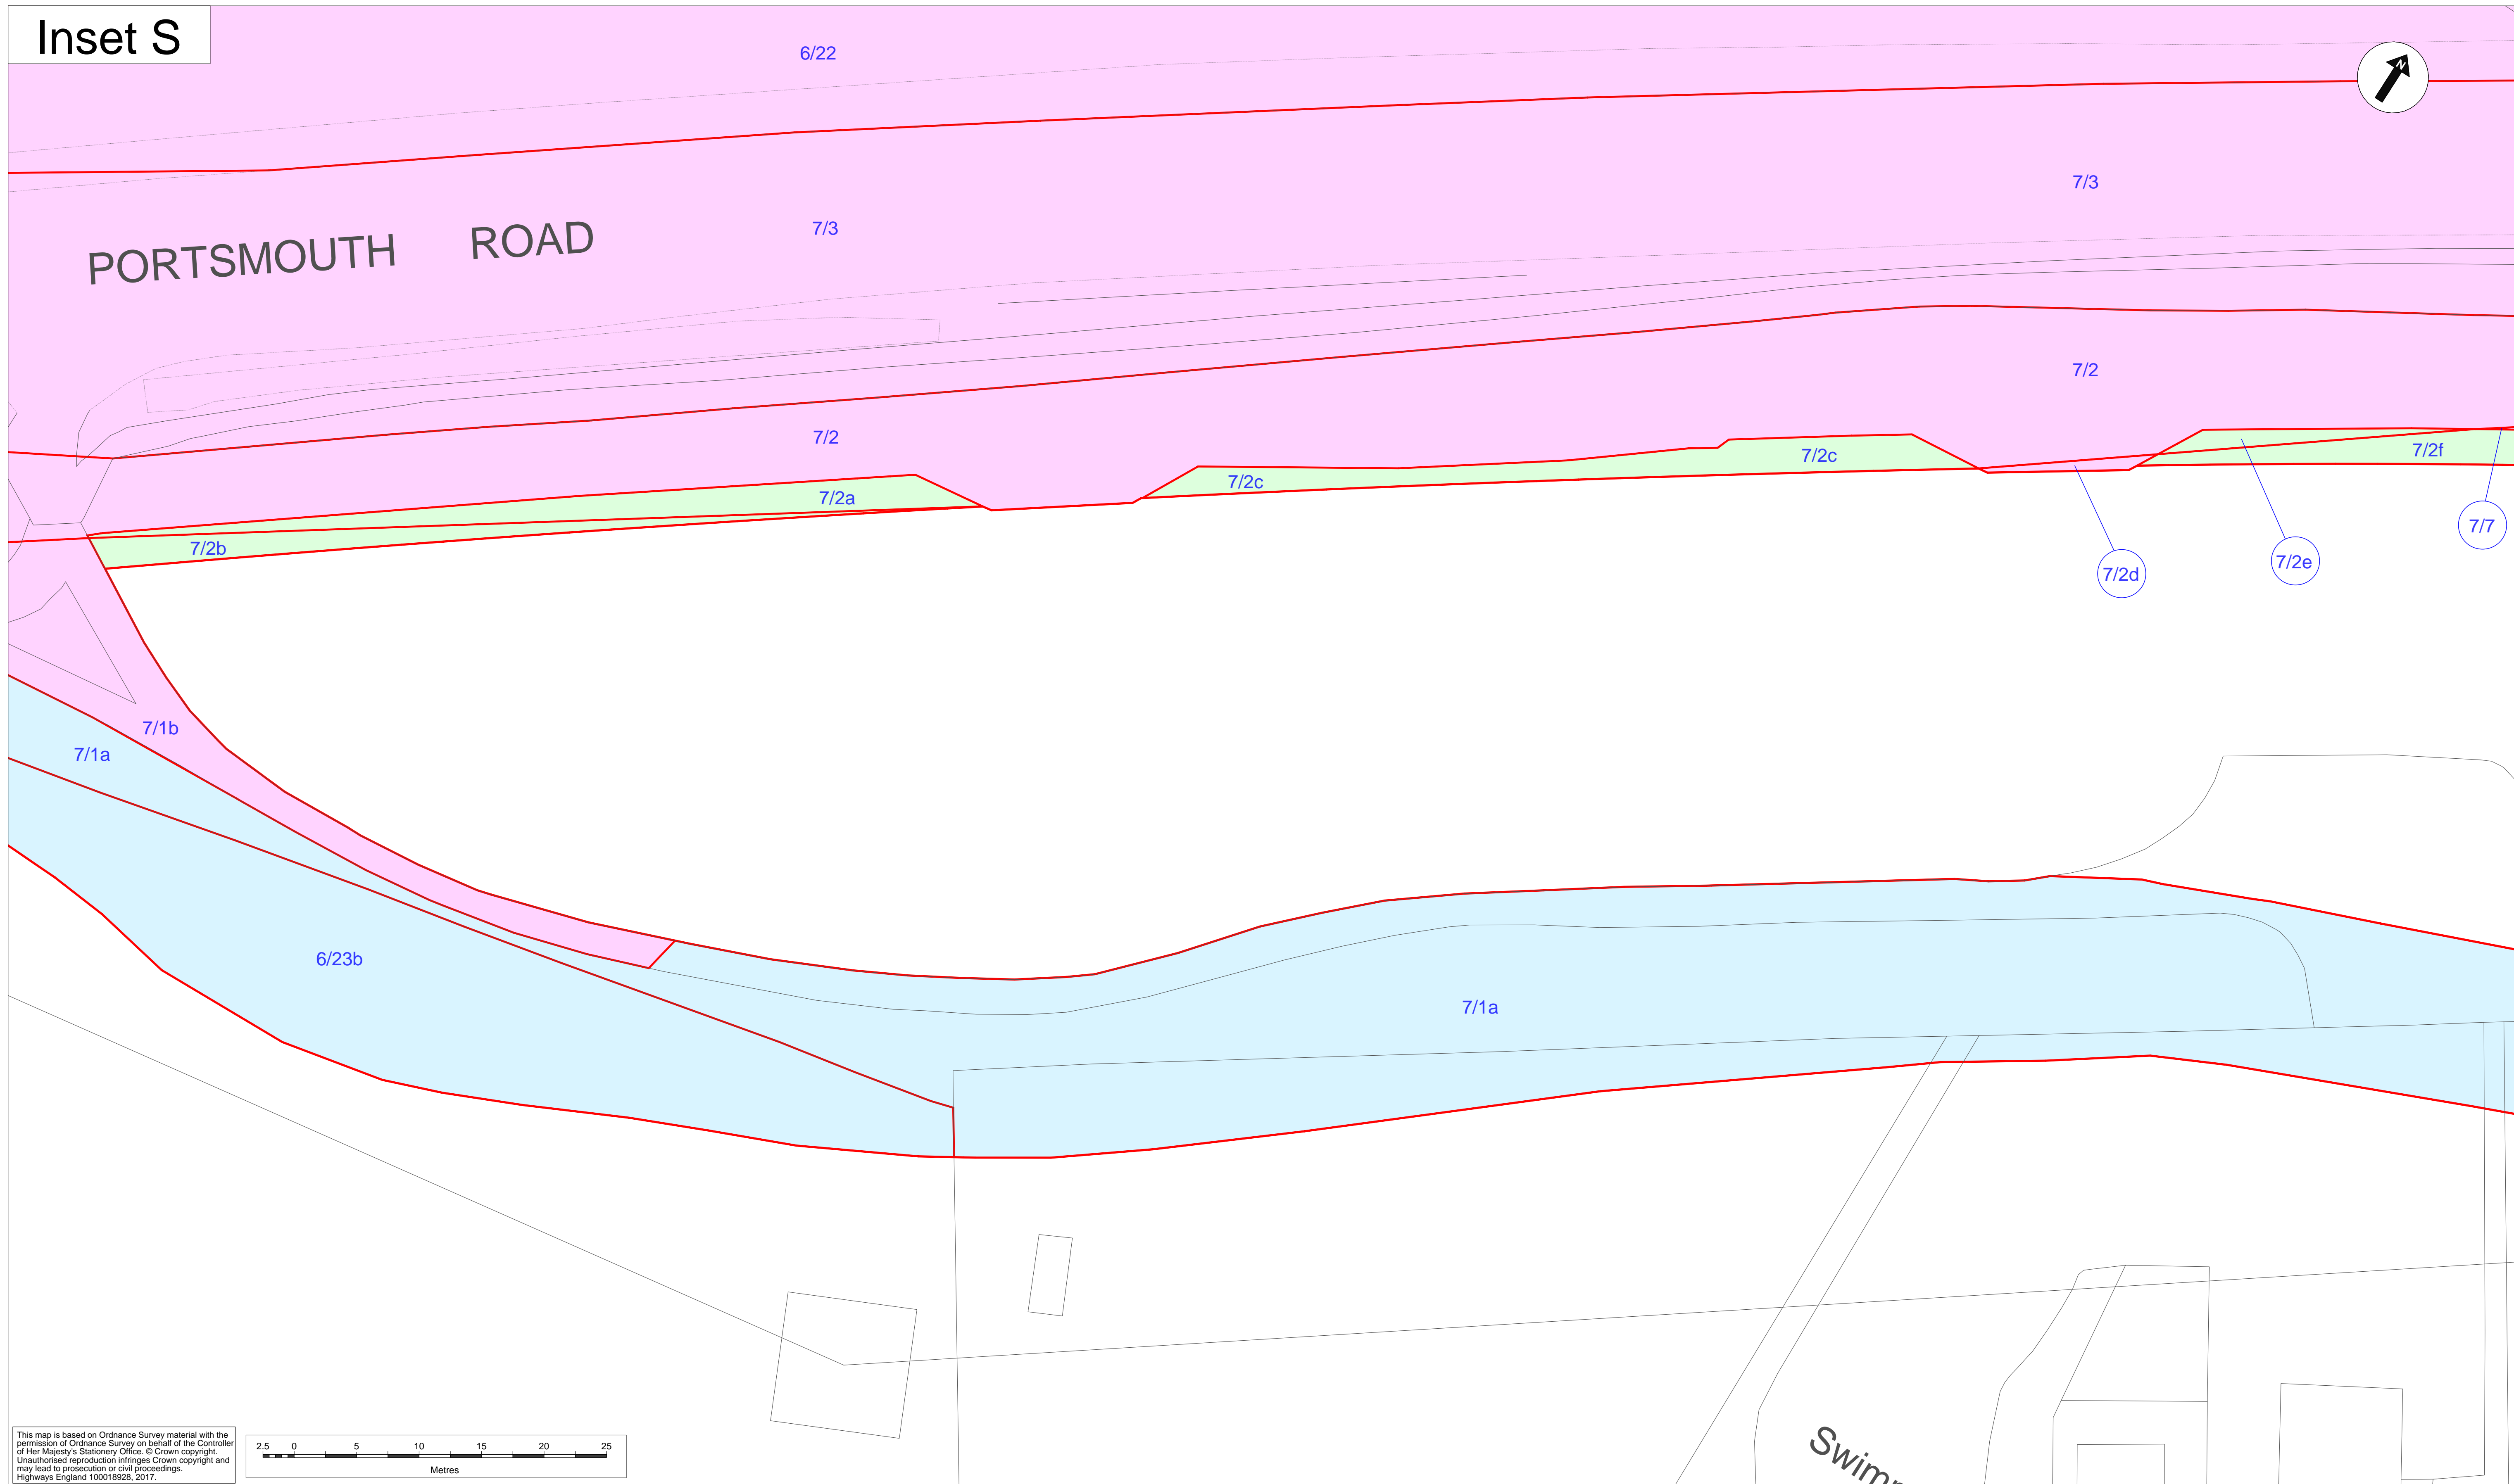 Inset S
6/22
N
7/3
7/3
PORTSMOUTH ROAD
7/2
7/2
7/2c
7/2f
7/2c
7/2a
7/2b
7/7
7/2e
7/2d
7/1b
7/1a
6/23b
7/1a
This map is based on Ordnance Survey material with the
permission of Ordnance Survey on behalf of the Controller
of Her Majesty's Stationery Office. © Crown copyright.
Unauthorised reproduction infringes Crown copyright and
may lead to prosecution or civil proceedings.
Highways England 100018928, 2017.
2.5 0 5 10 15 20 25
Metres